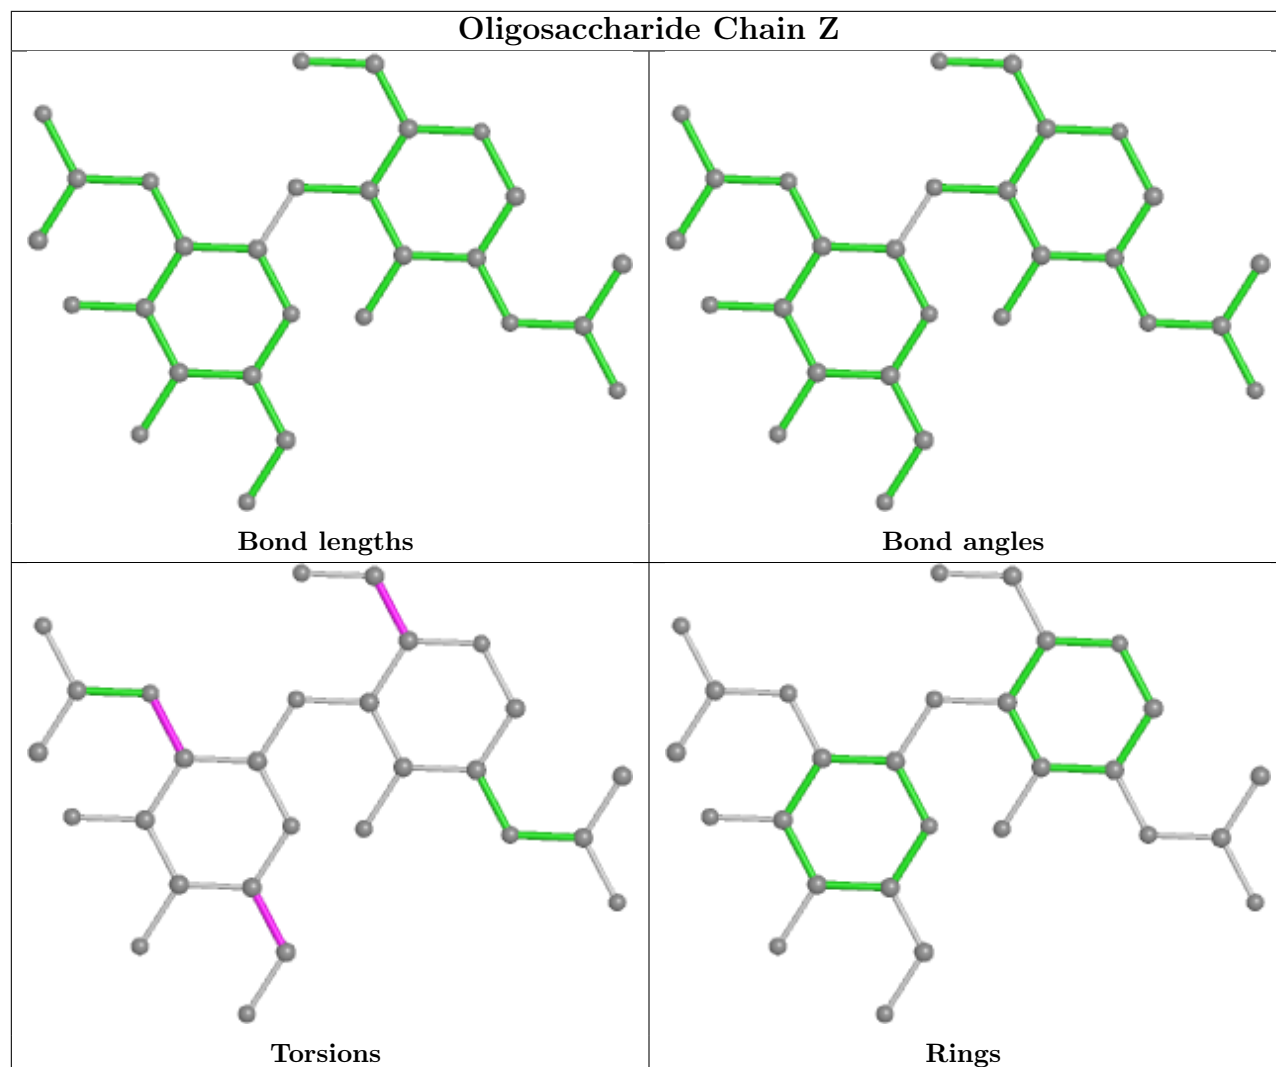 Oligosaccharide Chain Z
Bond lengths
Bond angles
Torsions
Rings